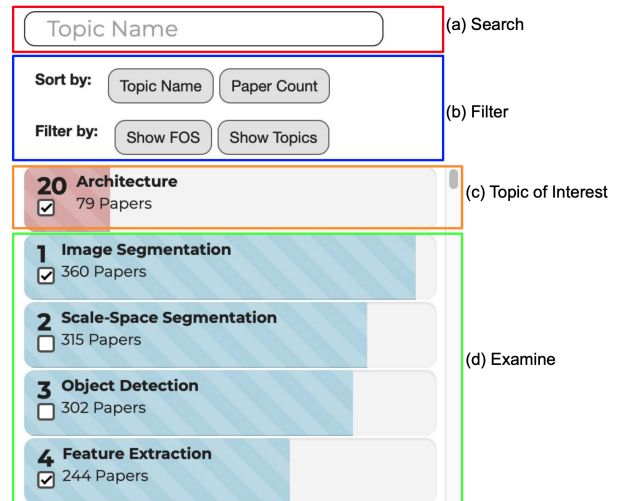 Topic Name
(a) Search
Sort by: Topic Name Paper Count
(b) Filter
Filter by: Show FOS Show Topics
20 Architecture
79 Papers
(c) Topic of Interest
1 Image Segmentation
360 Papers
2 Scale-Space Segmentation
315 Papers
(d) Examine
3 Object Detection
302 Papers
4 Feature Extraction
244 Papers